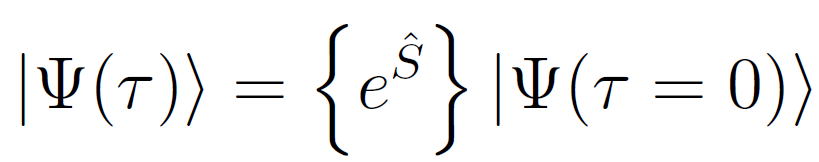 |Ψ(τ)⟩ = {e^Ŝ} |Ψ(τ = 0)⟩